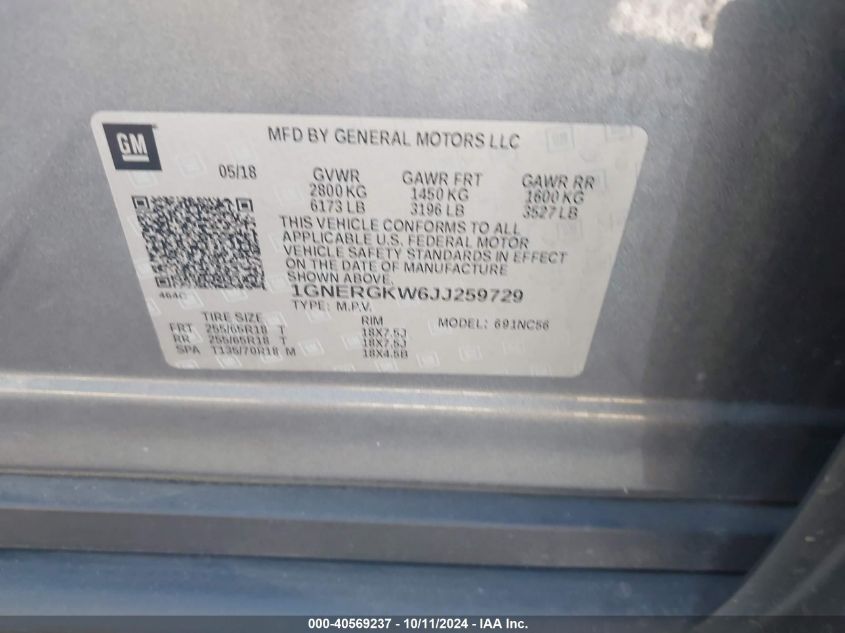 GM
MFD BY GENERAL MOTORS LLC
05/18
GVWR GAWR FRT GAWR RR
2800 KG 1450 KG 1600 KG
6173 LB 3196 LB 3527 LB
THIS VEHICLE CONFORMS TO ALL
APPLICABLE U.S. FEDERAL MOTOR
VEHICLE SAFETY STANDARDS IN EFFECT
ON THE DATE OF MANUFACTURE
SHOWN ABOVE.
1GNERGKW6JJ259729
TYPE: M.P.V. MODEL: 691NC56
TIRE SIZE RIM
FRT 255/65R18 T 18X7.5J
RR 255/65R18 T 18X7.5J
SPA T135/70R18 M 18X4.5B
000-40569237 - 10/11/2024 - IAA Inc.